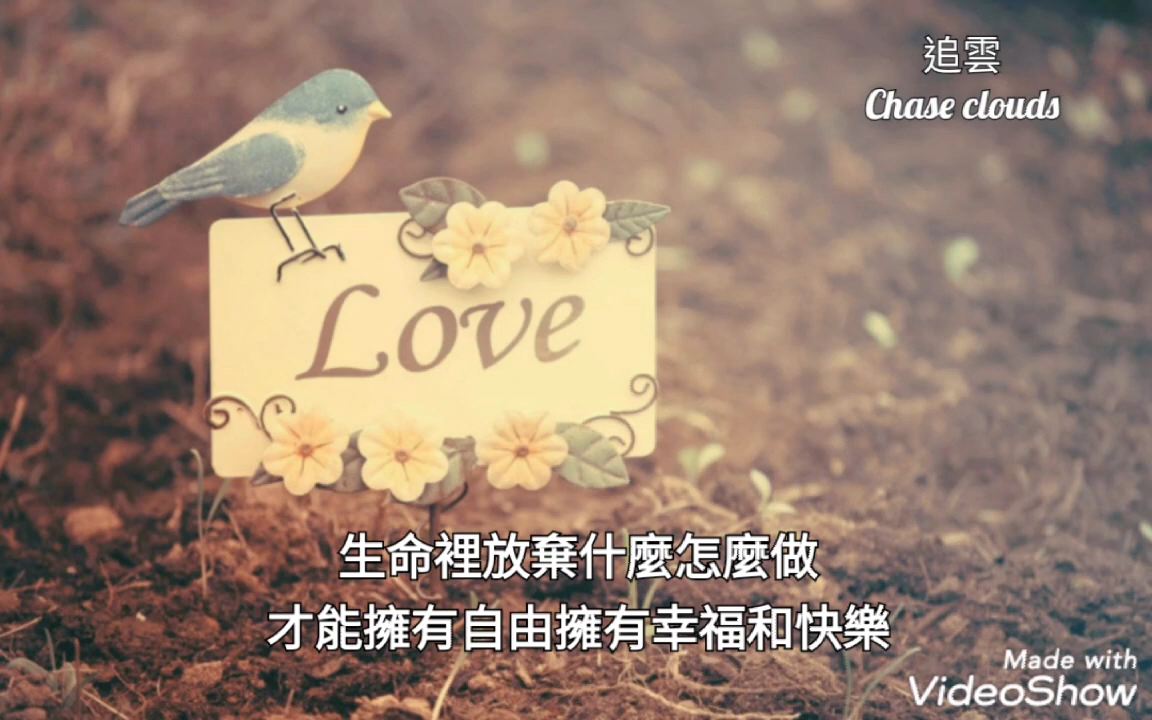 追雲
Chase clouds
Love
生命裡放棄什麼怎麼做
才能擁有自由擁有幸福和快樂
Made with
VideoShow